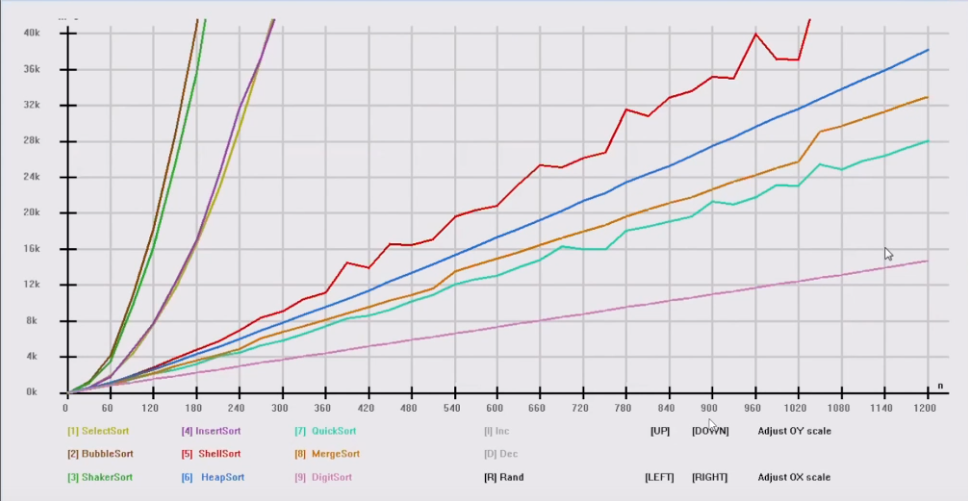 40k
36k
32k
28k
24k
20k
16k
12k
8k
4k
0k
n
0 60 120 180 240 300 360 420 480 540 600 660 720 780 840 900 960 1020 1080 1140 1200
[1] SelectSort [4] InsertSort [7] QuickSort [I] Inc [UP] [DOWN] Adjust OY scale
[2] BubbleSort [5] ShellSort [8] MergeSort [D] Dec
[3] ShakerSort [6] HeapSort [9] DigitSort [R] Rand [LEFT] [RIGHT] Adjust OX scale